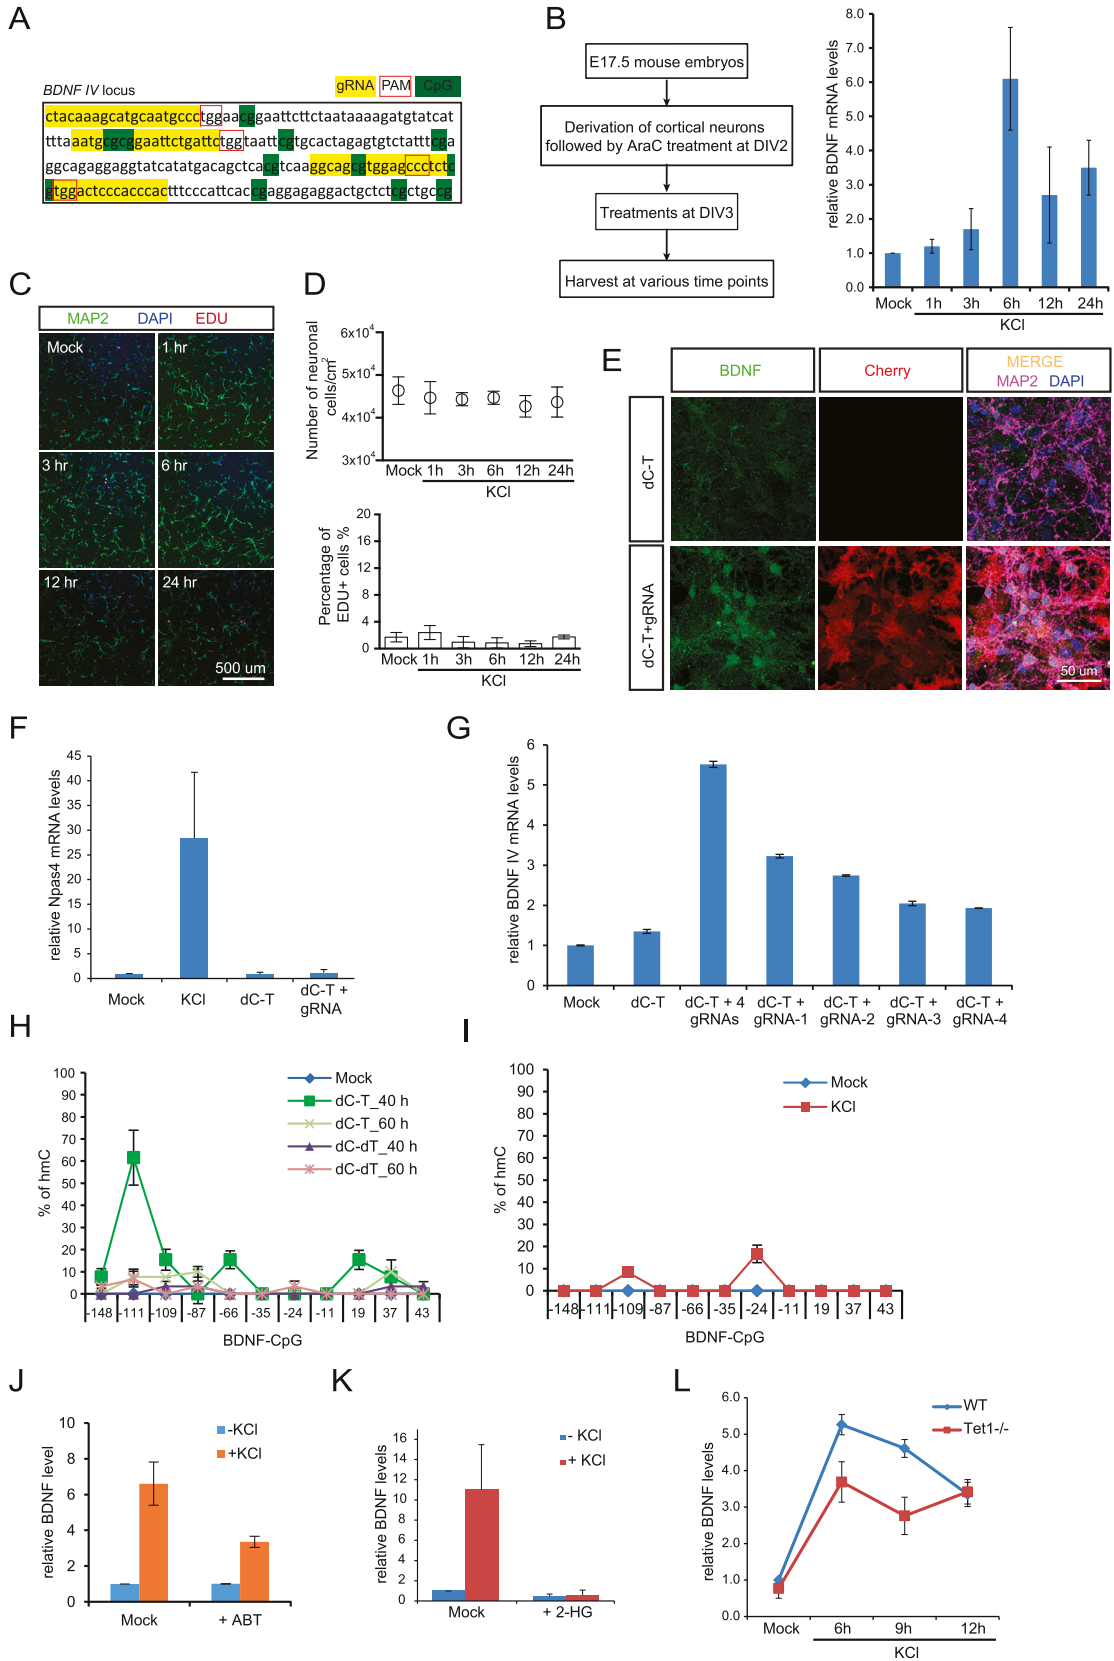 A
BDNF IV locus
gRNA PAM CpG
ctacaaagcatgcaatgccctggaacggaattcttctaataaaagatgtatcat
tttaaatgcgcggaattctgattctggtaattcgtgcactagagtgtctatttcga
ggcagaggaggtatcatatgacagctcacgtcaaggcagcgtggagccctctc
gtggactcccacccactttcccattcaccgaggagaggactgctctcgctgccg
B
E17.5 mouse embryos
Derivation of cortical neurons
followed by AraC treatment at DIV2
Treatments at DIV3
Harvest at various time points
relative BDNF mRNA levels
8.0
7.0
6.0
5.0
4.0
3.0
2.0
1.0
0.0
Mock 1h 3h 6h 12h 24h
KCl
C
MAP2 DAPI EDU
Mock
1 hr
3 hr
6 hr
12 hr
24 hr
500 um
D
Number of neuronal
cells/cm2
6x10⁴
5x10⁴
4x10⁴
3x10⁴
Mock 1h 3h 6h 12h 24h
KCl
Percentage of
EDU+ cells %
20
16
12
8
4
0
Mock 1h 3h 6h 12h 24h
KCl
E
BDNF
Cherry
MERGE
MAP2 DAPI
dC-T
dC-T+gRNA
50 um
F
relative Npas4 mRNA levels
45
40
35
30
25
20
15
10
5
0
Mock KCl dC-T dC-T +
gRNA
G
relative BDNF IV mRNA levels
6
5
4
3
2
1
0
Mock dC-T dC-T + 4 dC-T + dC-T + dC-T + dC-T +
gRNAs gRNA-1 gRNA-2 gRNA-3 gRNA-4
H
% of hmC
100
90
80
70
60
50
40
30
20
10
0
Mock
dC-T_40 h
dC-T_60 h
dC-dT_40 h
dC-dT_60 h
-148 -111 -109 -87 -66 -35 -24 -11 19 37 43
BDNF-CpG
I
% of hmC
100
90
80
70
60
50
40
30
20
10
0
Mock
KCl
-148 -111 -109 -87 -66 -35 -24 -11 19 37 43
BDNF-CpG
J
relative BDNF level
10
8
6
4
2
0
-KCl
+KCl
Mock + ABT
K
relative BDNF levels
16
14
12
10
8
6
4
2
0
- KCl
+ KCl
Mock + 2-HG
L
relative BDNF levels
6.0
5.0
4.0
3.0
1.0
0.0
WT
Tet1-/-
Mock 6h 9h 12h
KCl